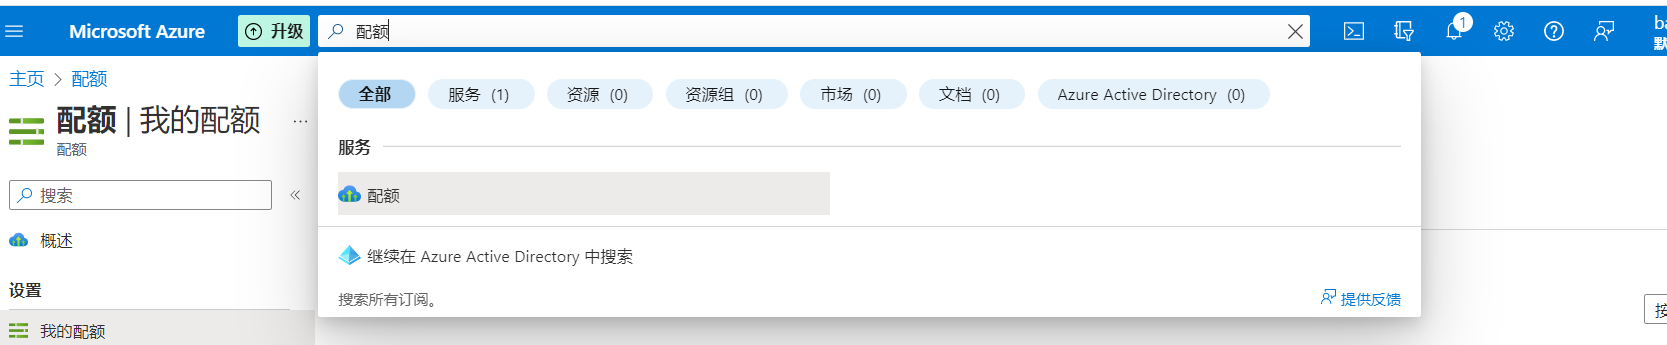 Microsoft Azure
升级
配额
1
主页 > 配额
配额 | 我的配额
...
配额
搜索
«
概述
设置
我的配额
全部
服务 (1)
资源 (0)
资源组 (0)
市场 (0)
文档 (0)
Azure Active Directory (0)
服务
配额
继续在 Azure Active Directory 中搜索
搜索所有订阅。
提供反馈